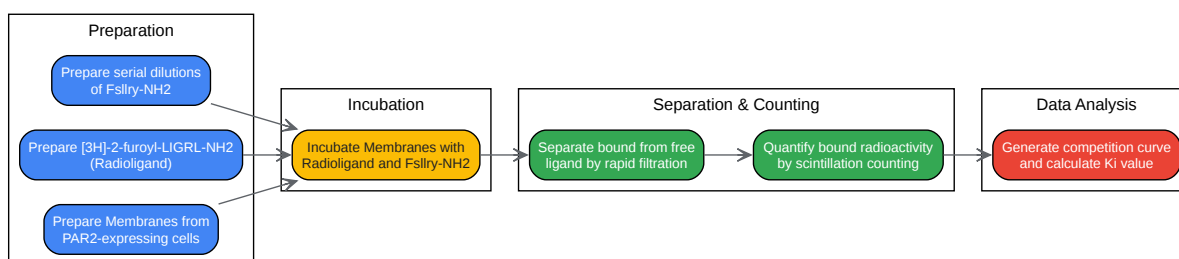 Preparation
Prepare serial dilutions
of Fsllry-NH2
Prepare [3H]-2-furoyl-LIGRL-NH2
(Radioligand)
Prepare Membranes from
PAR2-expressing cells
Incubation
Incubate Membranes with
Radioligand and Fsllry-NH2
Separation & Counting
Separate bound from free
ligand by rapid filtration
Quantify bound radioactivity
by scintillation counting
Data Analysis
Generate competition curve
and calculate Ki value